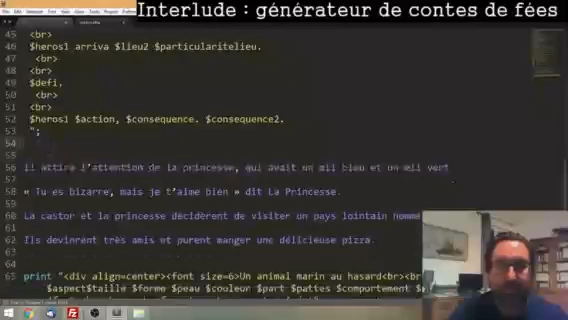 Interlude : générateur de contes de fées
45 <br>
46 $heros1 arriva $lieu2 $particularitelieu.
47 <br>
48 <br>
49 $defi.
50 <br>
51 <br>
52 $heros1 $action, $consequence. $consequence2.
53 ";
54
55
56 Il attira l'attention de la princesse, qui avait un œil bleu et un œil vert
57
58 « Tu es bizarre, mais je t'aime bien » dit La Princesse.
59
60 La castor et la princesse décidèrent de visiter un pays lointain nommé
61
62 Ils devinrent très amis et purent manger une délicieuse pizza
63
64
65 print "<div align=center><font size=6>Un animal marin au hasard<br><br
$aspect$taille $forme $peau $couleur $part $pattes $comportment